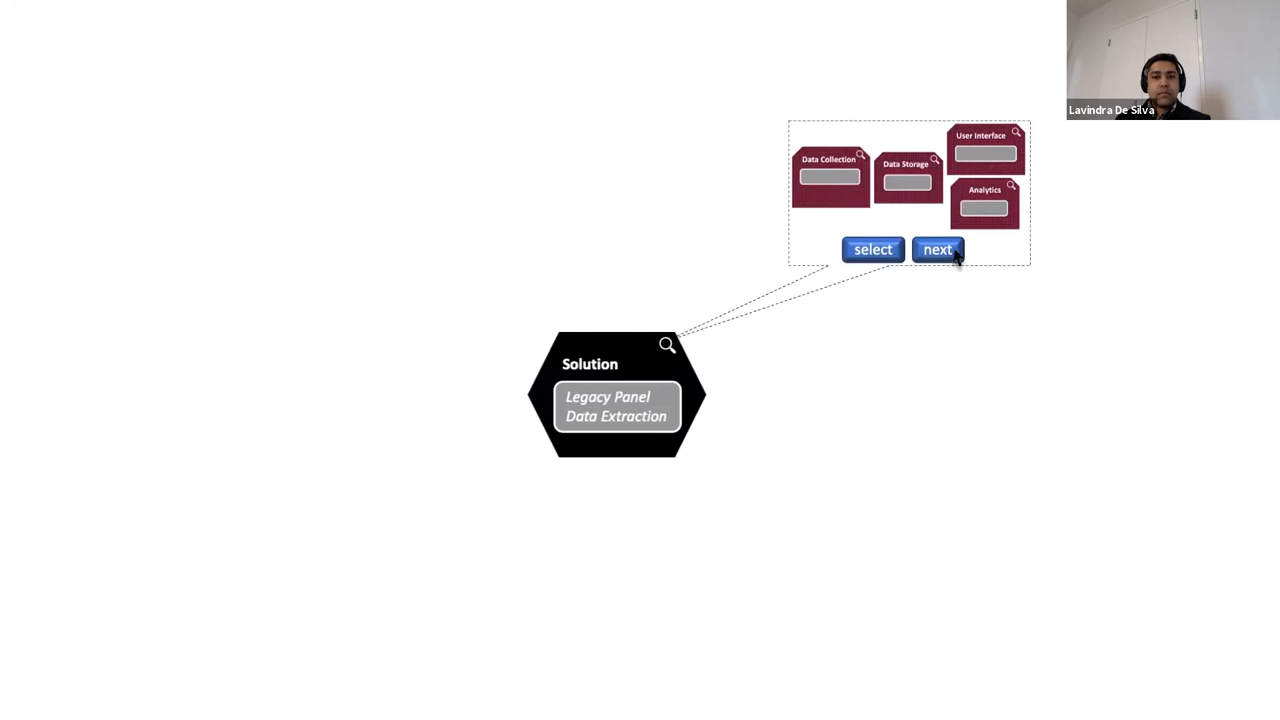 Lavindra De Silva
User Interface
Data Collection
Data Storage
Analytics
select
next
Solution
Legacy Panel
Data Extraction